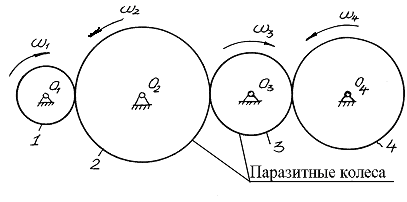 ω₁
ω₂
ω₃
ω₄
O₁
O₂
O₃
O₄
1
2
3
4
Паразитные колеса